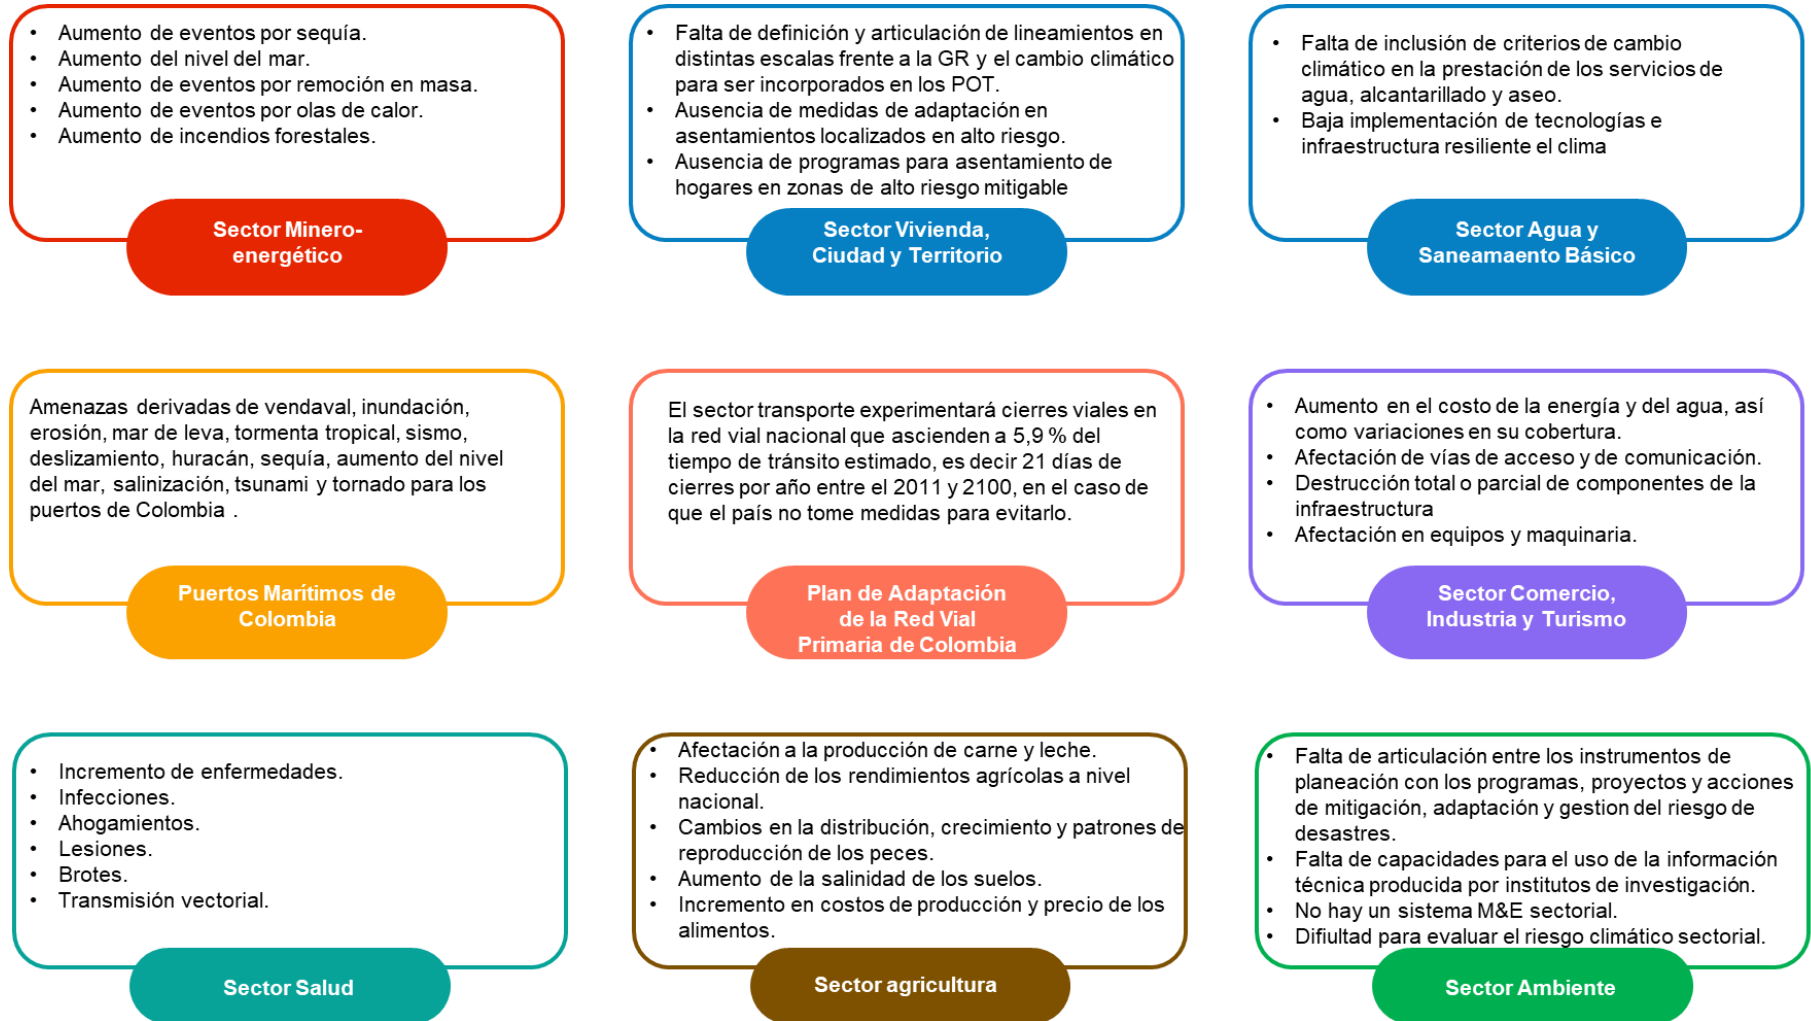 • Aumento de eventos por sequía.
• Aumento del nivel del mar.
• Aumento de eventos por remoción en masa.
• Aumento de eventos por olas de calor.
• Aumento de incendios forestales.
Sector Minero-
energético
• Falta de definición y articulación de lineamientos en
distintas escalas frente a la GR y el cambio climático
para ser incorporados en los POT.
• Ausencia de medidas de adaptación en
asentamientos localizados en alto riesgo.
• Ausencia de programas para asentamiento de
hogares en zonas de alto riesgo mitigable
Sector Vivienda,
Ciudad y Territorio
• Falta de inclusión de criterios de cambio
climático en la prestación de los servicios de
agua, alcantarillado y aseo.
• Baja implementación de tecnologías e
infraestructura resiliente el clima
Sector Agua y
Saneamaento Básico
Amenazas derivadas de vendaval, inundación,
erosión, mar de leva, tormenta tropical, sismo,
deslizamiento, huracán, sequía, aumento del nivel
del mar, salinización, tsunami y tornado para los
puertos de Colombia .
Puertos Marítimos de
Colombia
El sector transporte experimentará cierres viales en
la red vial nacional que ascienden a 5,9 % del
tiempo de tránsito estimado, es decir 21 días de
cierres por año entre el 2011 y 2100, en el caso de
que el país no tome medidas para evitarlo.
Plan de Adaptación
de la Red Vial
Primaria de Colombia
• Aumento en el costo de la energía y del agua, así
como variaciones en su cobertura.
• Afectación de vías de acceso y de comunicación.
• Destrucción total o parcial de componentes de la
infraestructura
• Afectación en equipos y maquinaria.
Sector Comercio,
Industria y Turismo
• Incremento de enfermedades.
• Infecciones.
• Ahogamientos.
• Lesiones.
• Brotes.
• Transmisión vectorial.
Sector Salud
• Afectación a la producción de carne y leche.
• Reducción de los rendimientos agrícolas a nivel
nacional.
• Cambios en la distribución, crecimiento y patrones de
reproducción de los peces.
• Aumento de la salinidad de los suelos.
• Incremento en costos de producción y precio de los
alimentos.
Sector agricultura
• Falta de articulación entre los instrumentos de
planeación con los programas, proyectos y acciones
de mitigación, adaptación y gestion del riesgo de
desastres.
• Falta de capacidades para el uso de la información
técnica producida por institutos de investigación.
• No hay un sistema M&E sectorial.
• Difiultad para evaluar el riesgo climático sectorial.
Sector Ambiente